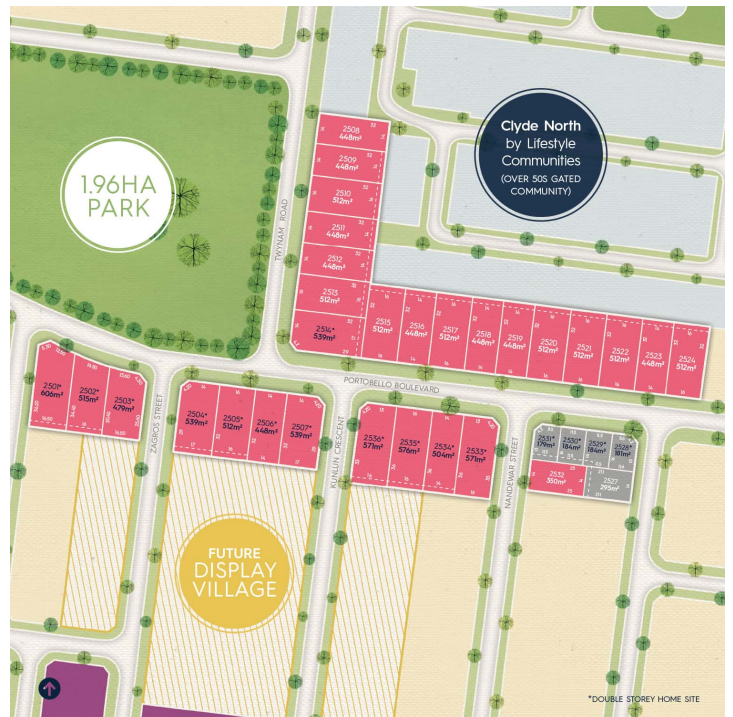 Clyde North
by Lifestyle
Communities
(OVER 50S GATED
COMMUNITY)
1.96HA
PARK
TWYNAM ROAD
2508
448m²
2509
448m²
2510
512m²
2511
448m²
2512
448m²
2513
512m²
2514*
539m²
2515
512m²
2516
448m²
2517
512m²
2518
448m²
2519
448m²
2520
512m²
2521
512m²
2522
512m²
2523
448m²
2524
512m²
PORTOBELLO BOULEVARD
2501*
606m²
2502*
515m²
2503*
479m²
ZAGROS STREET
2504*
539m²
2505*
512m²
2506*
448m²
2507*
539m²
KUNLUN CRESCENT
2536*
571m²
2535*
576m²
2534*
504m²
2533*
571m²
NANDEWAR STREET
2531*
179m²
2530*
184m²
2529*
184m²
2528*
181m²
2532
350m²
2527
295m²
FUTURE
DISPLAY
VILLAGE
*DOUBLE STOREY HOME SITE